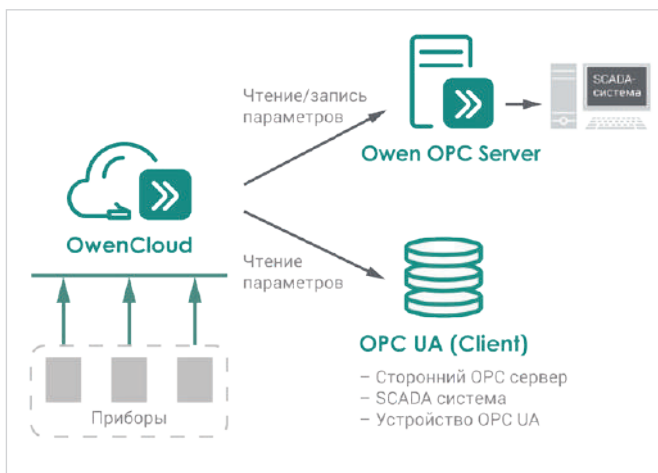 Чтение/запись
параметров
SCADA-
система
Owen OPC Server
OwenCloud
Чтение
параметров
Приборы
OPC UA (Client)
– Сторонний OPC сервер
– SCADA система
– Устройство OPC UA